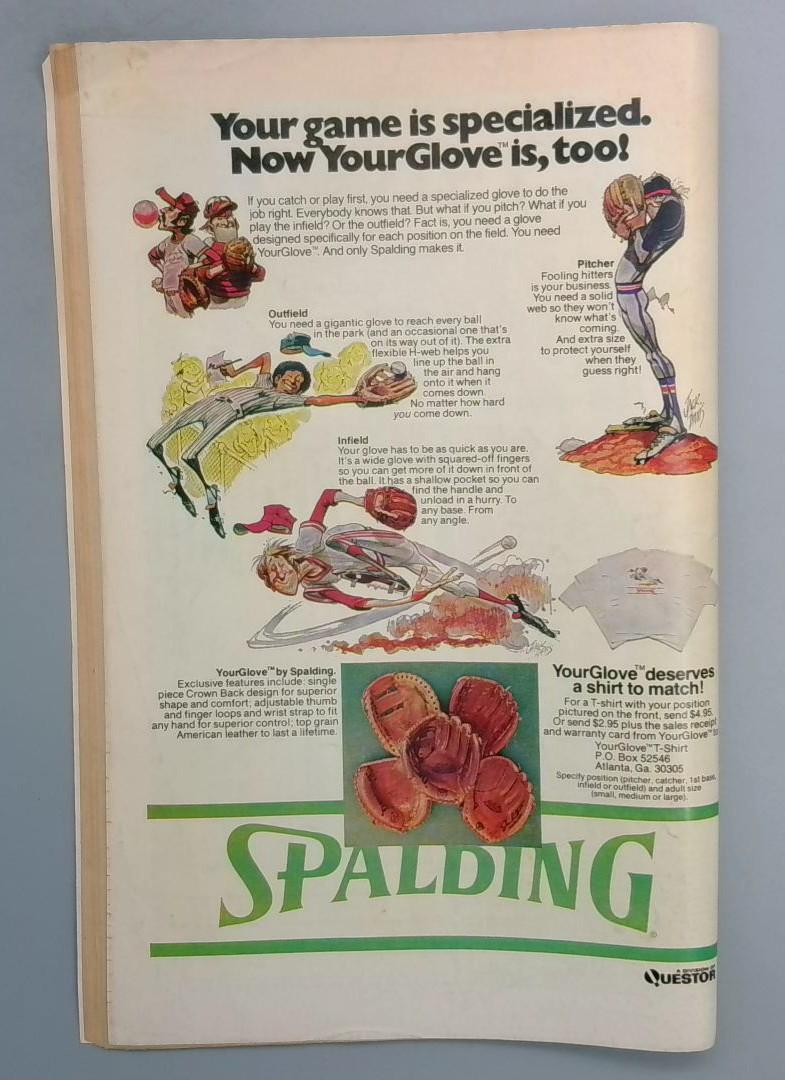 Your game is specialized.
Now YourGlove™ is, too!
If you catch or play first, you need a specialized glove to do the
job right. Everybody knows that. But what if you pitch? What if you
play the infield? Or the outfield? Fact is, you need a glove
designed specifically for each position on the field. You need
YourGlove™. And only Spalding makes it.
Pitcher
Fooling hitters
is your business.
You need a solid
web so they won't
know what's
coming.
And extra size
to protect yourself
when they
guess right!
Outfield
You need a gigantic glove to reach every ball
in the park (and an occasional one that's
on its way out of it). The extra
flexible H-web helps you
line up the ball in
the air and hang
onto it when it
comes down.
No matter how hard
you come down.
Infield
Your glove has to be as quick as you are.
It's a wide glove with squared-off fingers
so you can get more of it down in front of
the ball. It has a shallow pocket so you can
find the handle and
unload in a hurry. To
any base. From
any angle.
YourGlove™ by Spalding.
Exclusive features include: single
piece Crown Back design for superior
shape and comfort; adjustable thumb
and finger loops and wrist strap to fit
any hand for superior control; top grain
American leather to last a lifetime.
YourGlove™ deserves
a shirt to match!
For a T-shirt with your position
pictured on the front, send $4.95.
Or send $2.95 plus the sales receipt
and warranty card from YourGlove™
YourGlove™ T-Shirt
P.O. Box 52546
Atlanta, Ga. 30305
Specify position (pitcher, catcher, 1st base,
infield or outfield) and adult size
(small, medium or large).
SPALDING®
A DIVISION OF
QUESTOR